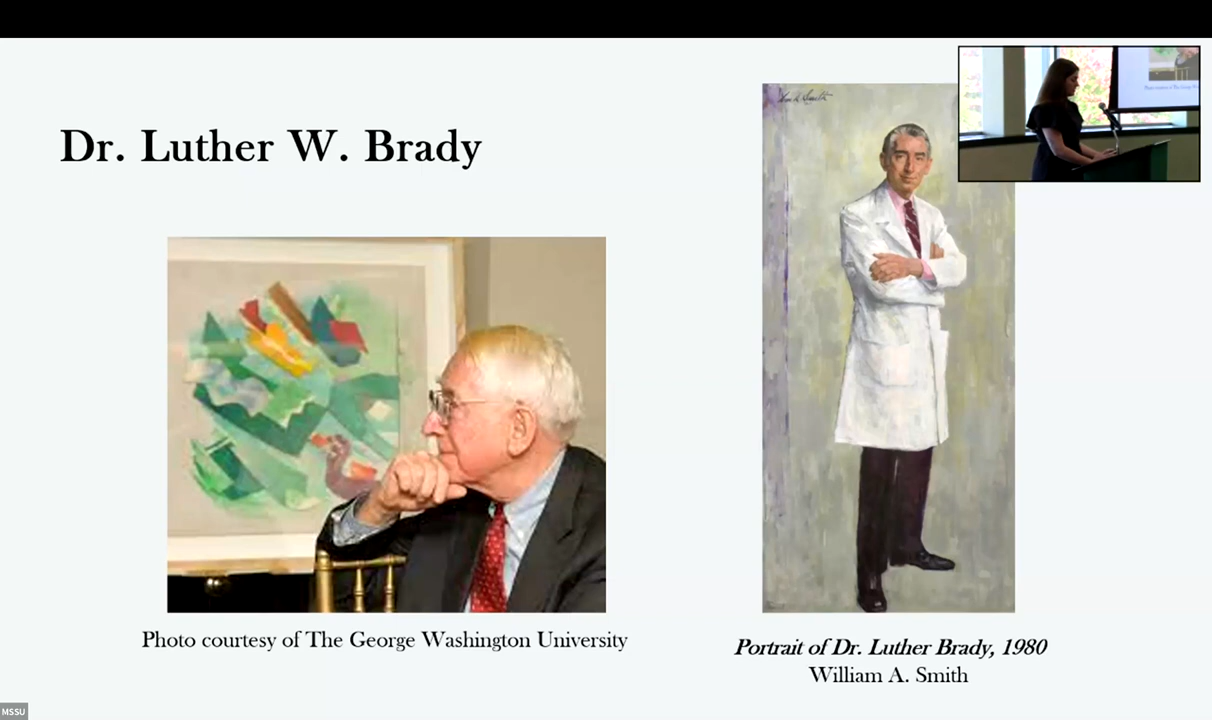 Dr. Luther W. Brady
Photo courtesy of The George Washington University
Portrait of Dr. Luther Brady, 1980
William A. Smith
MSSU